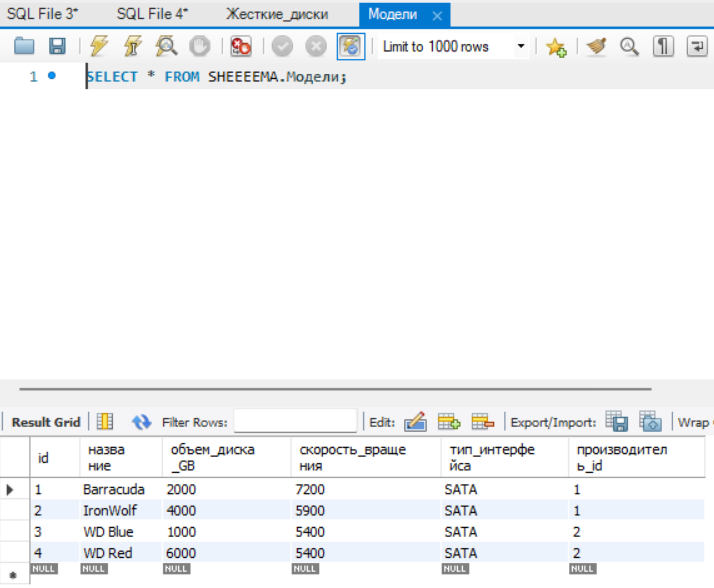 SQL File 3* SQL File 4* Жесткие_диски Модели
Limit to 1000 rows
1 SELECT * FROM SHEEEEMA.Модели;
Result Grid Filter Rows: Edit: Export/Import: Wrap
id назва ние объем_диска _GB скорость_враще ния тип_интерфе йса производител ь_id
1 Barracuda 2000 7200 SATA 1
2 IronWolf 4000 5900 SATA 1
3 WD Blue 1000 5400 SATA 2
4 WD Red 6000 5400 SATA 2
NULL NULL NULL NULL NULL NULL